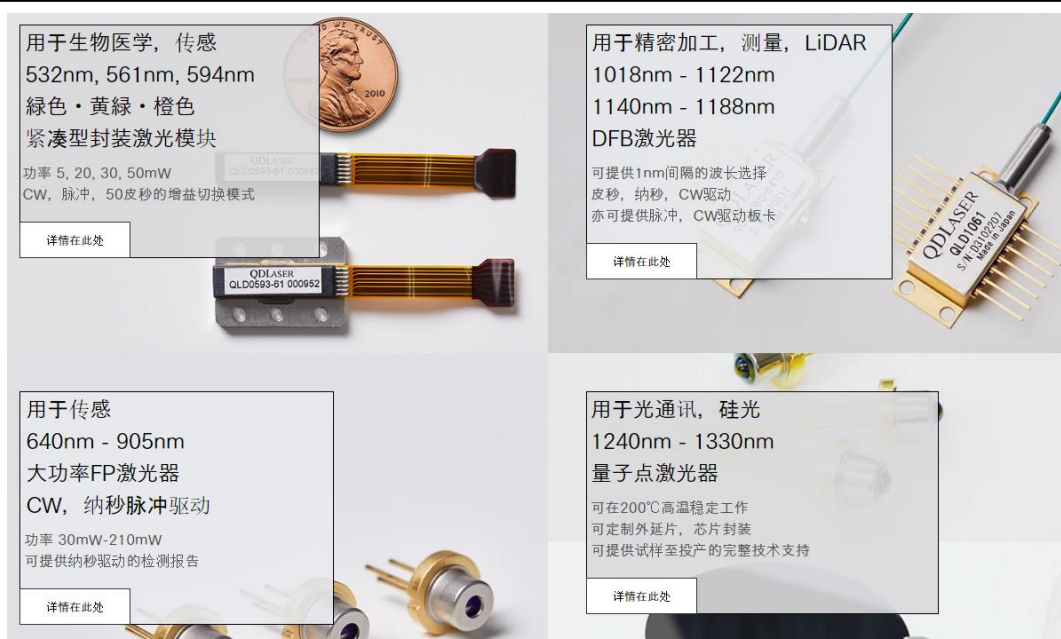 用于生物医学, 传感
532nm, 561nm, 594nm
緑色・黄緑・橙色
紧凑型封装激光模块
功率 5, 20, 30, 50mW
CW, 脉冲, 50皮秒的增益切换模式
详情在此处
2010
QDLASER
QLD0593-61 000952
用于精密加工, 测量, LiDAR
1018nm - 1122nm
1140nm - 1188nm
DFB激光器
可提供1nm间隔的波长选择
皮秒, 纳秒, CW驱动
亦可提供脉冲, CW驱动板卡
详情在此处
QDLASER
QLD1061
S/N:D3102207
Made in Japan
用于传感
640nm - 905nm
大功率FP激光器
CW, 纳秒脉冲驱动
功率 30mW-210mW
可提供纳秒驱动的检测报告
详情在此处
用于光通讯, 硅光
1240nm - 1330nm
量子点激光器
可在200℃高温稳定工作
可定制外延片, 芯片封装
可提供试样至投产的完整技术支持
详情在此处